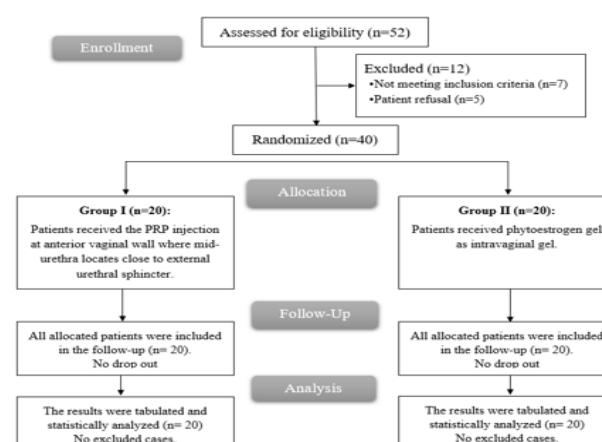 Assessed for eligibility (n=52)
Enrollment
Excluded (n=12)
•Not meeting inclusion criteria (n=7)
•Patient refusal (n=5)
Randomized (n=40)
Allocation
Group I (n=20):
Patients received the PRP injection
at anterior vaginal wall where mid-
urethra locates close to external
urethral sphincter.
Group II (n=20):
Patients received phytoestrogen gel
as intravaginal gel.
Follow-Up
All allocated patients were included
in the follow-up (n= 20).
No drop out
All allocated patients were included
in the follow-up (n= 20).
No drop out
Analysis
The results were tabulated and
statistically analyzed (n= 20)
No excluded cases.
The results were tabulated and
statistically analyzed (n= 20)
No excluded cases.